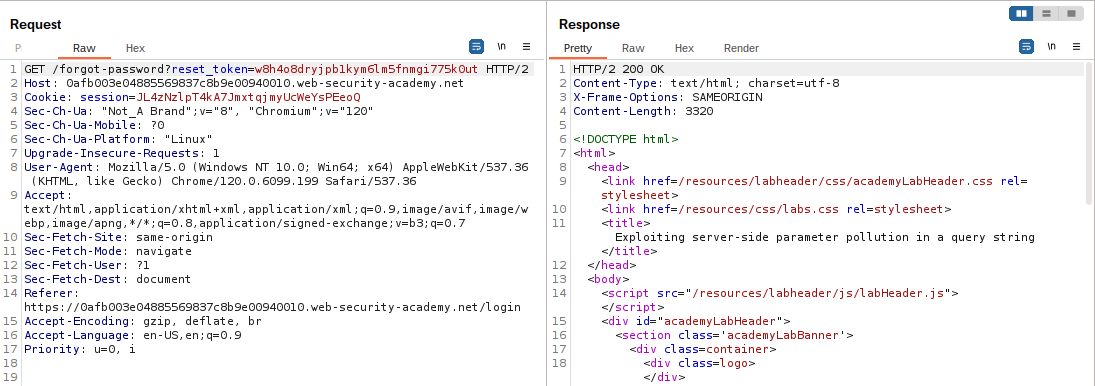 Request
P Raw Hex \n
1 GET /forgot-password?reset_token=w8h4o8dryjpb1kym6lm5fnmgi775k0ut HTTP/2
2 Host: 0afb003e04885569837c8b9e00940010.web-security-academy.net
3 Cookie: session=JL4zNzlpT4kA7JmxtqjmyUcWeYsPEeoQ
4 Sec-Ch-Ua: "Not_A Brand";v="8", "Chromium";v="120"
5 Sec-Ch-Ua-Mobile: ?0
6 Sec-Ch-Ua-Platform: "Linux"
7 Upgrade-Insecure-Requests: 1
8 User-Agent: Mozilla/5.0 (Windows NT 10.0; Win64; x64) AppleWebKit/537.36
(KHTML, like Gecko) Chrome/120.0.6099.199 Safari/537.36
9 Accept:
text/html,application/xhtml+xml,application/xml;q=0.9,image/avif,image/w
ebp,image/apng,*/*;q=0.8,application/signed-exchange;v=b3;q=0.7
10 Sec-Fetch-Site: same-origin
11 Sec-Fetch-Mode: navigate
12 Sec-Fetch-User: ?1
13 Sec-Fetch-Dest: document
14 Referer:
https://0afb003e04885569837c8b9e00940010.web-security-academy.net/login
15 Accept-Encoding: gzip, deflate, br
16 Accept-Language: en-US,en;q=0.9
17 Priority: u=0, i
18
19
Response
Pretty Raw Hex Render \n
1 HTTP/2 200 OK
2 Content-Type: text/html; charset=utf-8
3 X-Frame-Options: SAMEORIGIN
4 Content-Length: 3320
5
6 <!DOCTYPE html>
7 <html>
8 <head>
9 <link href=/resources/labheader/css/academyLabHeader.css rel=
stylesheet>
10 <link href=/resources/css/labs.css rel=stylesheet>
11 <title>
Exploiting server-side parameter pollution in a query string
</title>
12 </head>
13 <body>
14 <script src="/resources/labheader/js/labHeader.js">
</script>
15 <div id="academyLabHeader">
16 <section class='academyLabBanner'>
17 <div class=container>
18 <div class=logo>
</div>